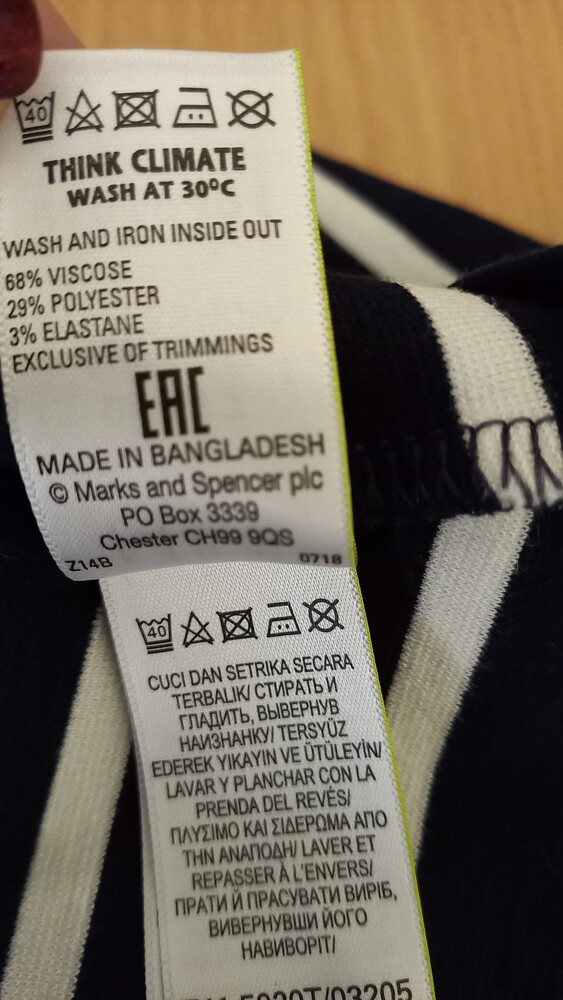 40
THINK CLIMATE
WASH AT 30°C
WASH AND IRON INSIDE OUT
68% VISCOSE
29% POLYESTER
3% ELASTANE
EXCLUSIVE OF TRIMMINGS
EAC
MADE IN BANGLADESH
© Marks and Spencer plc
PO Box 3339
Chester CH99 9QS
Z14B 0718
40
CUCI DAN SETRIKA SECARA
TERBALIK/ СТИРАТЬ И
ГЛАДИТЬ, ВЫВЕРНУВ
НАИЗНАНКУ/ TERSYÜZ
EDEREK YIKAYIN VE ÜTÜLEYİN/
LAVAR Y PLANCHAR CON LA
PRENDA DEL REVÉS/
ΠΛΥΣΙΜΟ ΚΑΙ ΣΙΔΕΡΩΜΑ ΑΠΟ
ΤΗΝ ΑΝΑΠΟΔΗ/ LAVER ET
REPASSER À L'ENVERS/
ПРАТИ Й ПРАСУВАТИ ВИРІБ,
ВИВЕРНУВШИ ЙОГО
НАВИВОРІТ/